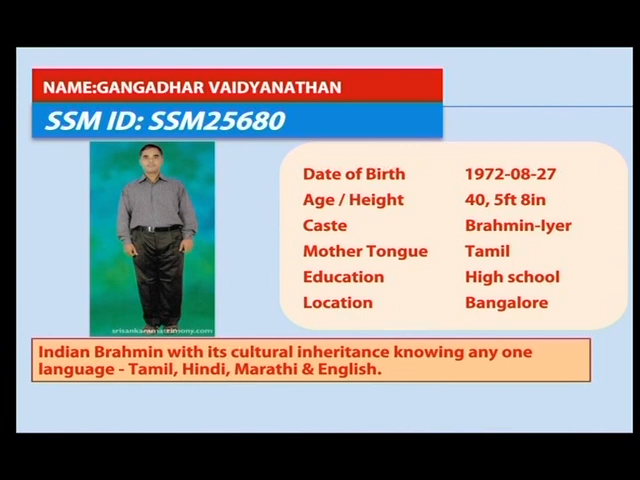 NAME:GANGADHAR VAIDYANATHAN
SSM ID: SSM25680
Date of Birth 1972-08-27
Age / Height 40, 5ft 8in
Caste Brahmin-Iyer
Mother Tongue Tamil
Education High school
Location Bangalore
srisankaramatrimony.com
Indian Brahmin with its cultural inheritance knowing any one
language - Tamil, Hindi, Marathi & English.